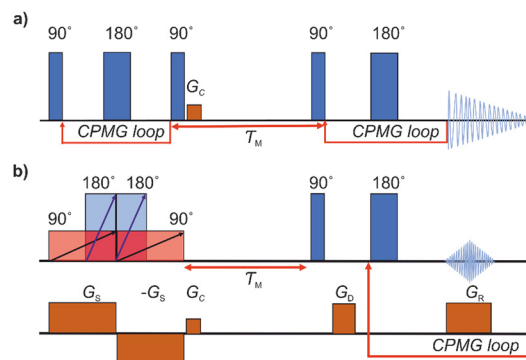 a)
90° 180° 90° 90° 180°
G_C
CPMG loop T_M CPMG loop
b)
180° 180° 90° 180°
90° 90°
T_M
G_S -G_S G_C G_D G_R
CPMG loop